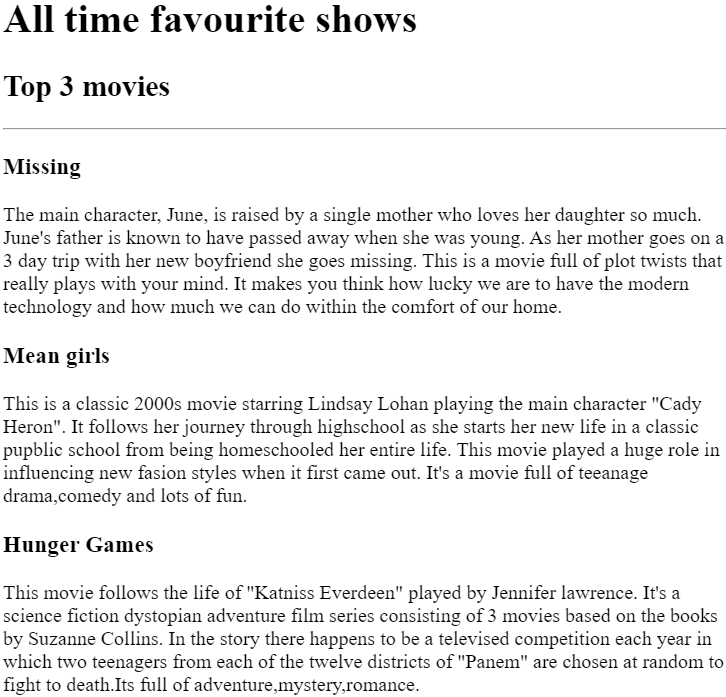 All time favourite shows
Top 3 movies
Missing
The main character, June, is raised by a single mother who loves her daughter so much.
June's father is known to have passed away when she was young. As her mother goes on a
3 day trip with her new boyfriend she goes missing. This is a movie full of plot twists that
really plays with your mind. It makes you think how lucky we are to have the modern
technology and how much we can do within the comfort of our home.
Mean girls
This is a classic 2000s movie starring Lindsay Lohan playing the main character "Cady
Heron". It follows her journey through highschool as she starts her new life in a classic
pupblic school from being homeschooled her entire life. This movie played a huge role in
influencing new fasion styles when it first came out. It's a movie full of teeanage
drama,comedy and lots of fun.
Hunger Games
This movie follows the life of "Katniss Everdeen" played by Jennifer lawrence. It's a
science fiction dystopian adventure film series consisting of 3 movies based on the books
by Suzanne Collins. In the story there happens to be a televised competition each year in
which two teenagers from each of the twelve districts of "Panem" are chosen at random to
fight to death.Its full of adventure,mystery,romance.